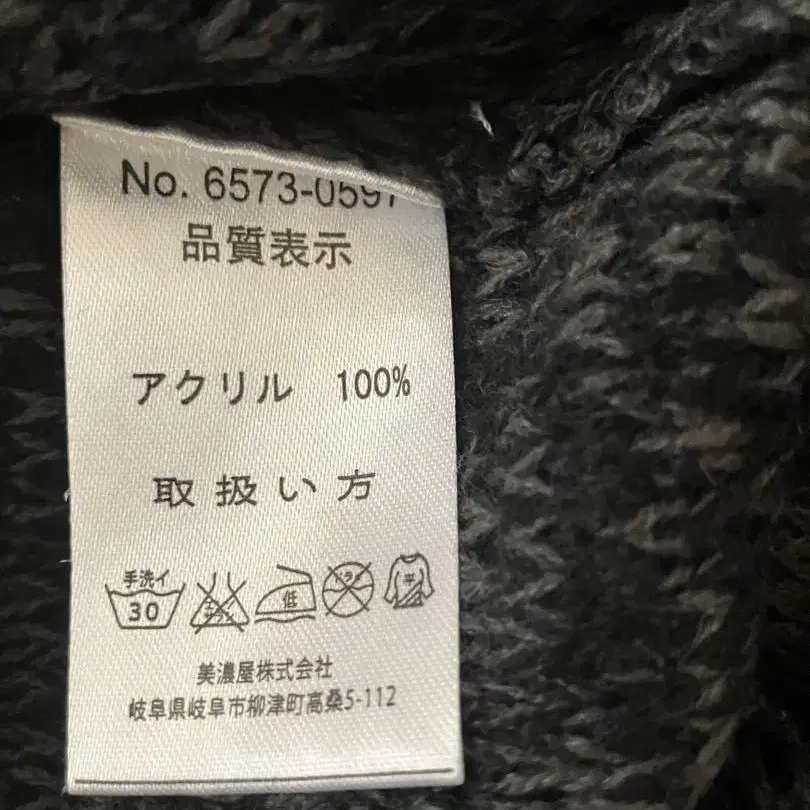 No. 6573-0597
品質表示
アクリル 100%
取扱い方
手洗イ
30
低
平
美濃屋株式会社
岐阜県岐阜市柳津町高桑5-112